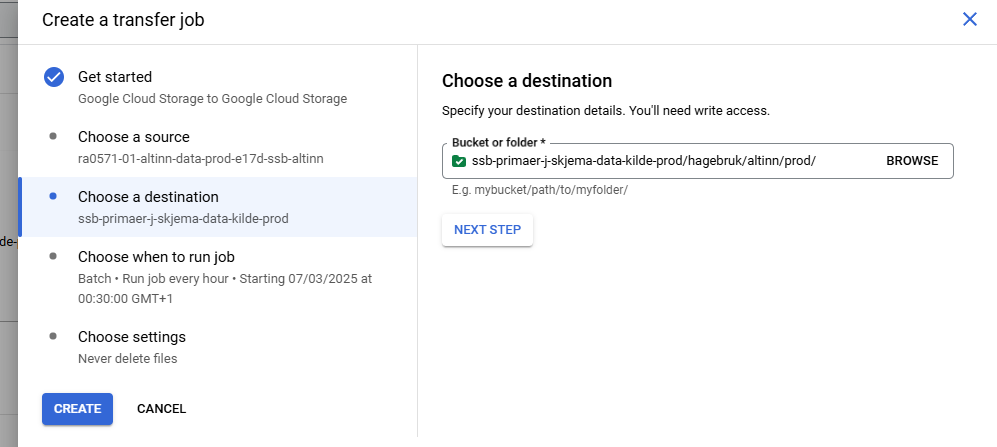 Create a transfer job
Get started
Google Cloud Storage to Google Cloud Storage
Choose a source
ra0571-01-altinn-data-prod-e17d-ssb-altinn
Choose a destination
ssb-primaer-j-skjema-data-kilde-prod
Choose when to run job
Batch • Run job every hour • Starting 07/03/2025 at
00:30:00 GMT+1
Choose settings
Never delete files
CREATE
CANCEL
Choose a destination
Specify your destination details. You'll need write access.
Bucket or folder *
ssb-primaer-j-skjema-data-kilde-prod/hagebruk/altinn/prod/
BROWSE
E.g. mybucket/path/to/myfolder/
NEXT STEP
de-